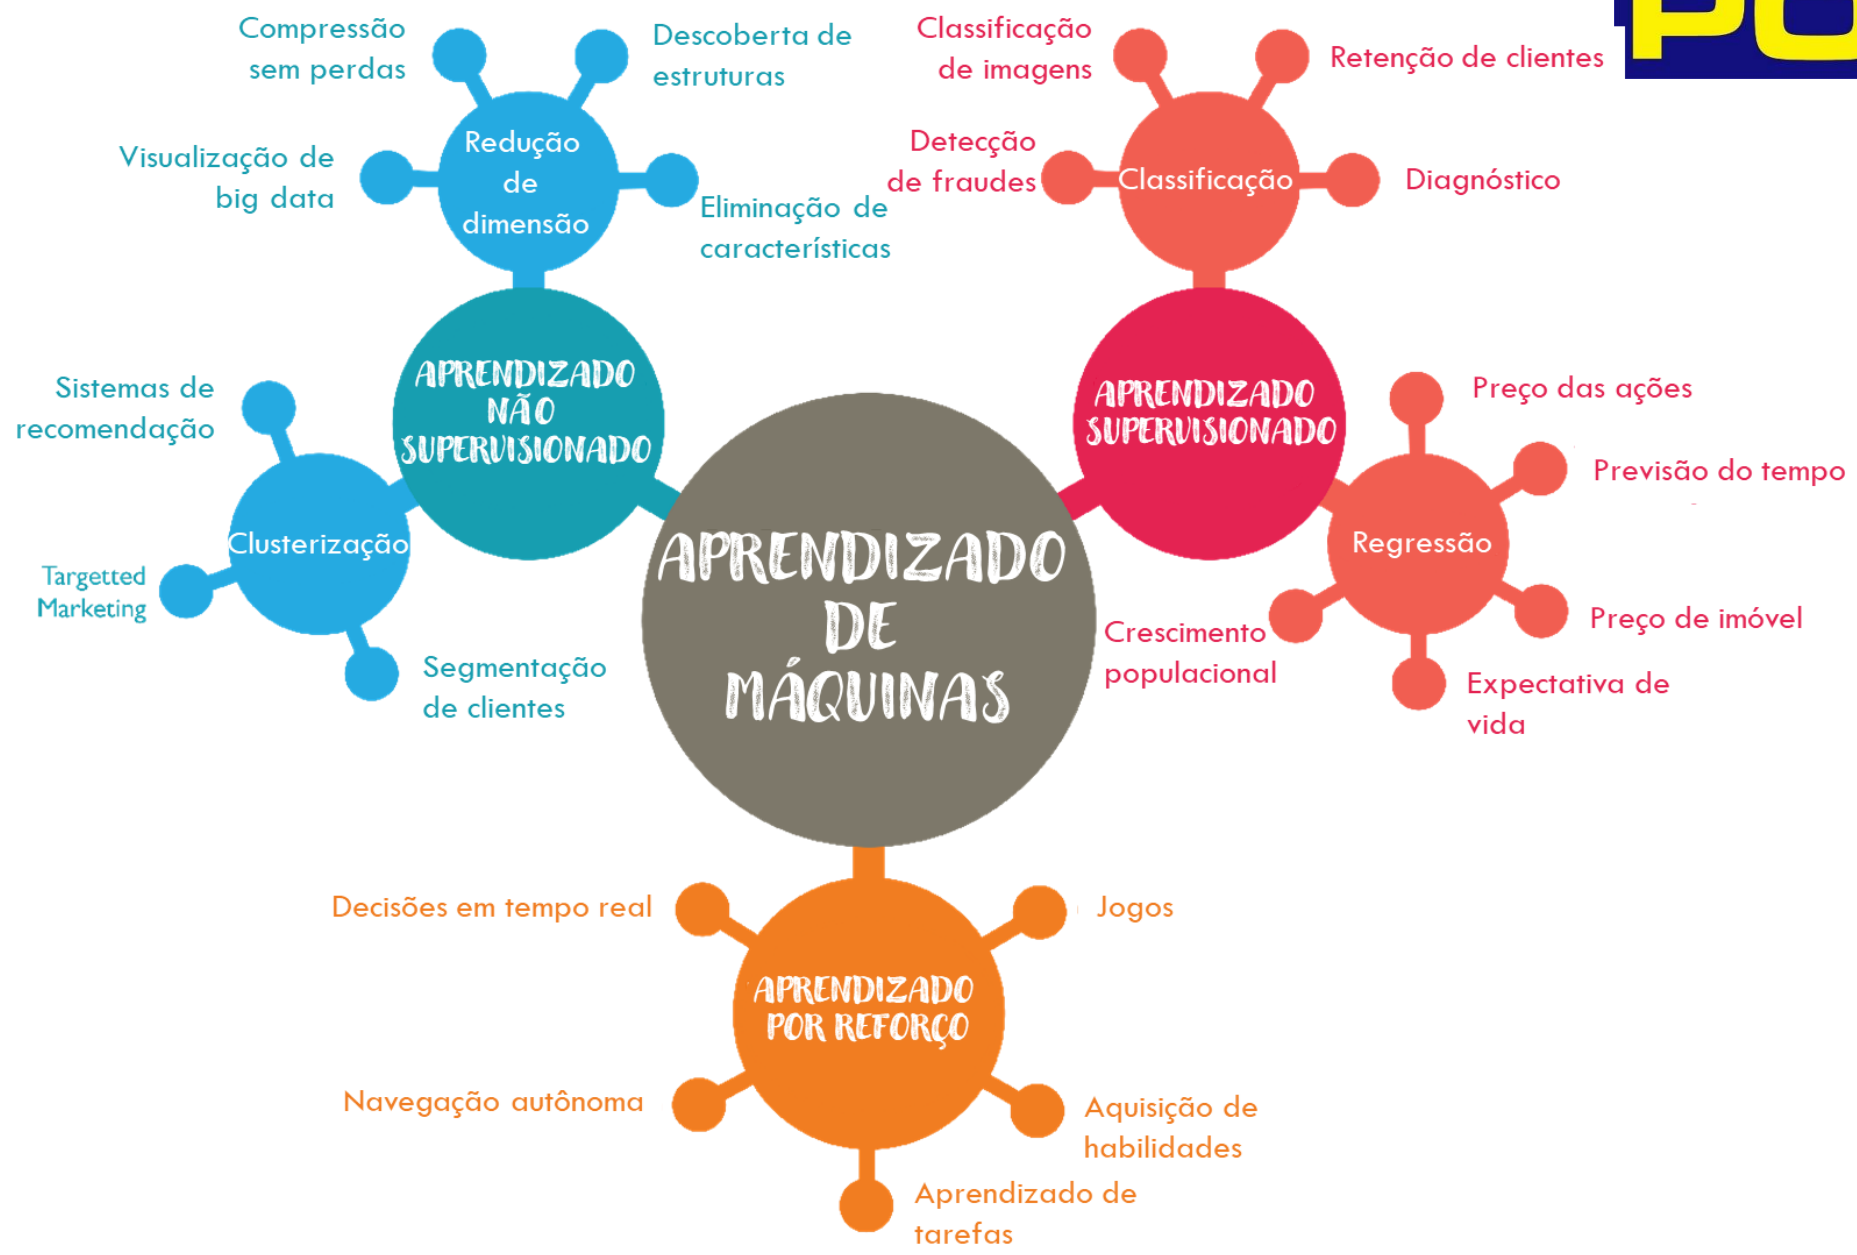 Compressão
sem perdas
Descoberta de
estruturas
Visualização de
big data
Redução
de
dimensão
Eliminação de
características
Classificação
de imagens
Retenção de clientes
Detecção
de fraudes
Classificação
Diagnóstico
PO
APRENDIZADO
NÃO
SUPERVISIONADO
Sistemas de
recomendação
Clusterização
Targetted
Marketing
Segmentação
de clientes
APRENDIZADO
SUPERVISIONADO
Preço das ações
Previsão do tempo
Regressão
Preço de imóvel
Crescimento
populacional
Expectativa de
vida
APRENDIZADO
DE
MÁQUINAS
Decisões em tempo real
Jogos
APRENDIZADO
POR REFORÇO
Navegação autônoma
Aquisição de
habilidades
Aprendizado de
tarefas